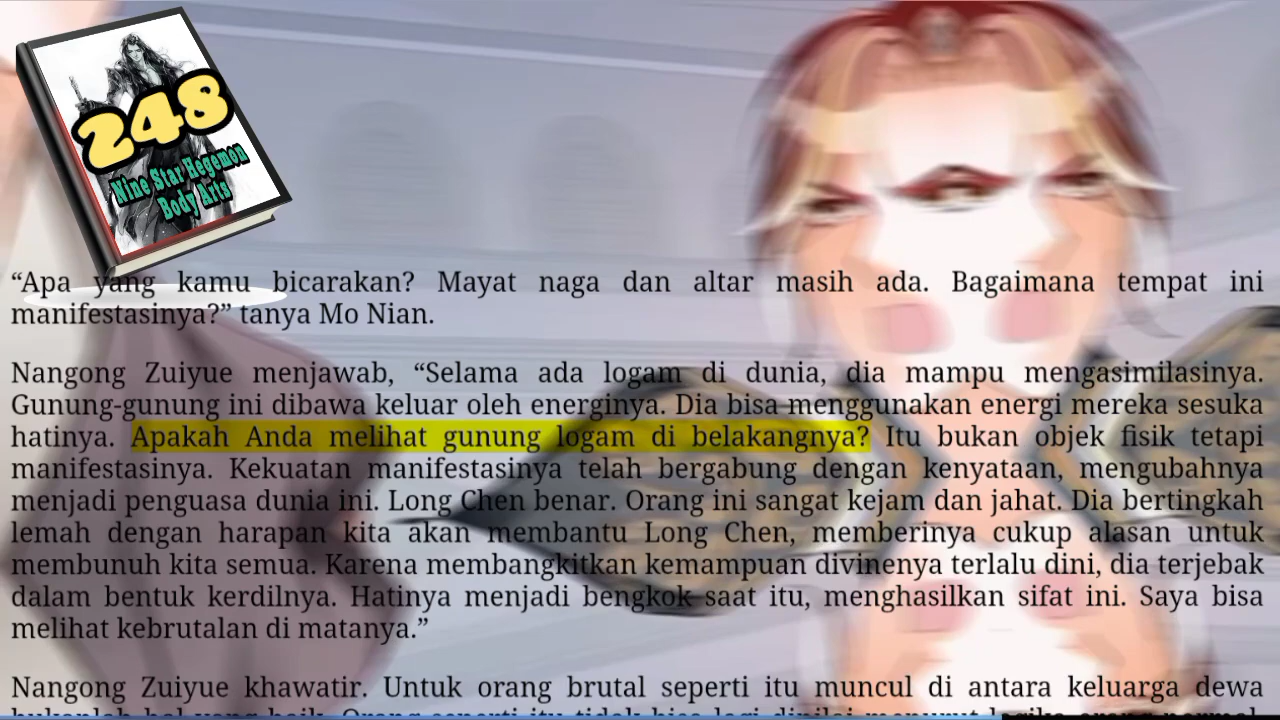 248
Nine Star Hegemon
Body Arts
“Apa yang kamu bicarakan? Mayat naga dan altar masih ada. Bagaimana tempat ini
manifestasinya?” tanya Mo Nian.
Nangong Zuiyue menjawab, “Selama ada logam di dunia, dia mampu mengasimilasinya.
Gunung-gunung ini dibawa keluar oleh energinya. Dia bisa menggunakan energi mereka sesuka
hatinya. Apakah Anda melihat gunung logam di belakangnya? Itu bukan objek fisik tetapi
manifestasinya. Kekuatan manifestasinya telah bergabung dengan kenyataan, mengubahnya
menjadi penguasa dunia ini. Long Chen benar. Orang ini sangat kejam dan jahat. Dia bertingkah
lemah dengan harapan kita akan membantu Long Chen, memberinya cukup alasan untuk
membunuh kita semua. Karena membangkitkan kemampuan divinenya terlalu dini, dia terjebak
dalam bentuk kerdilnya. Hatinya menjadi bengkok saat itu, menghasilkan sifat ini. Saya bisa
melihat kebrutalan di matanya.”
Nangong Zuiyue khawatir. Untuk orang brutal seperti itu muncul di antara keluarga dewa